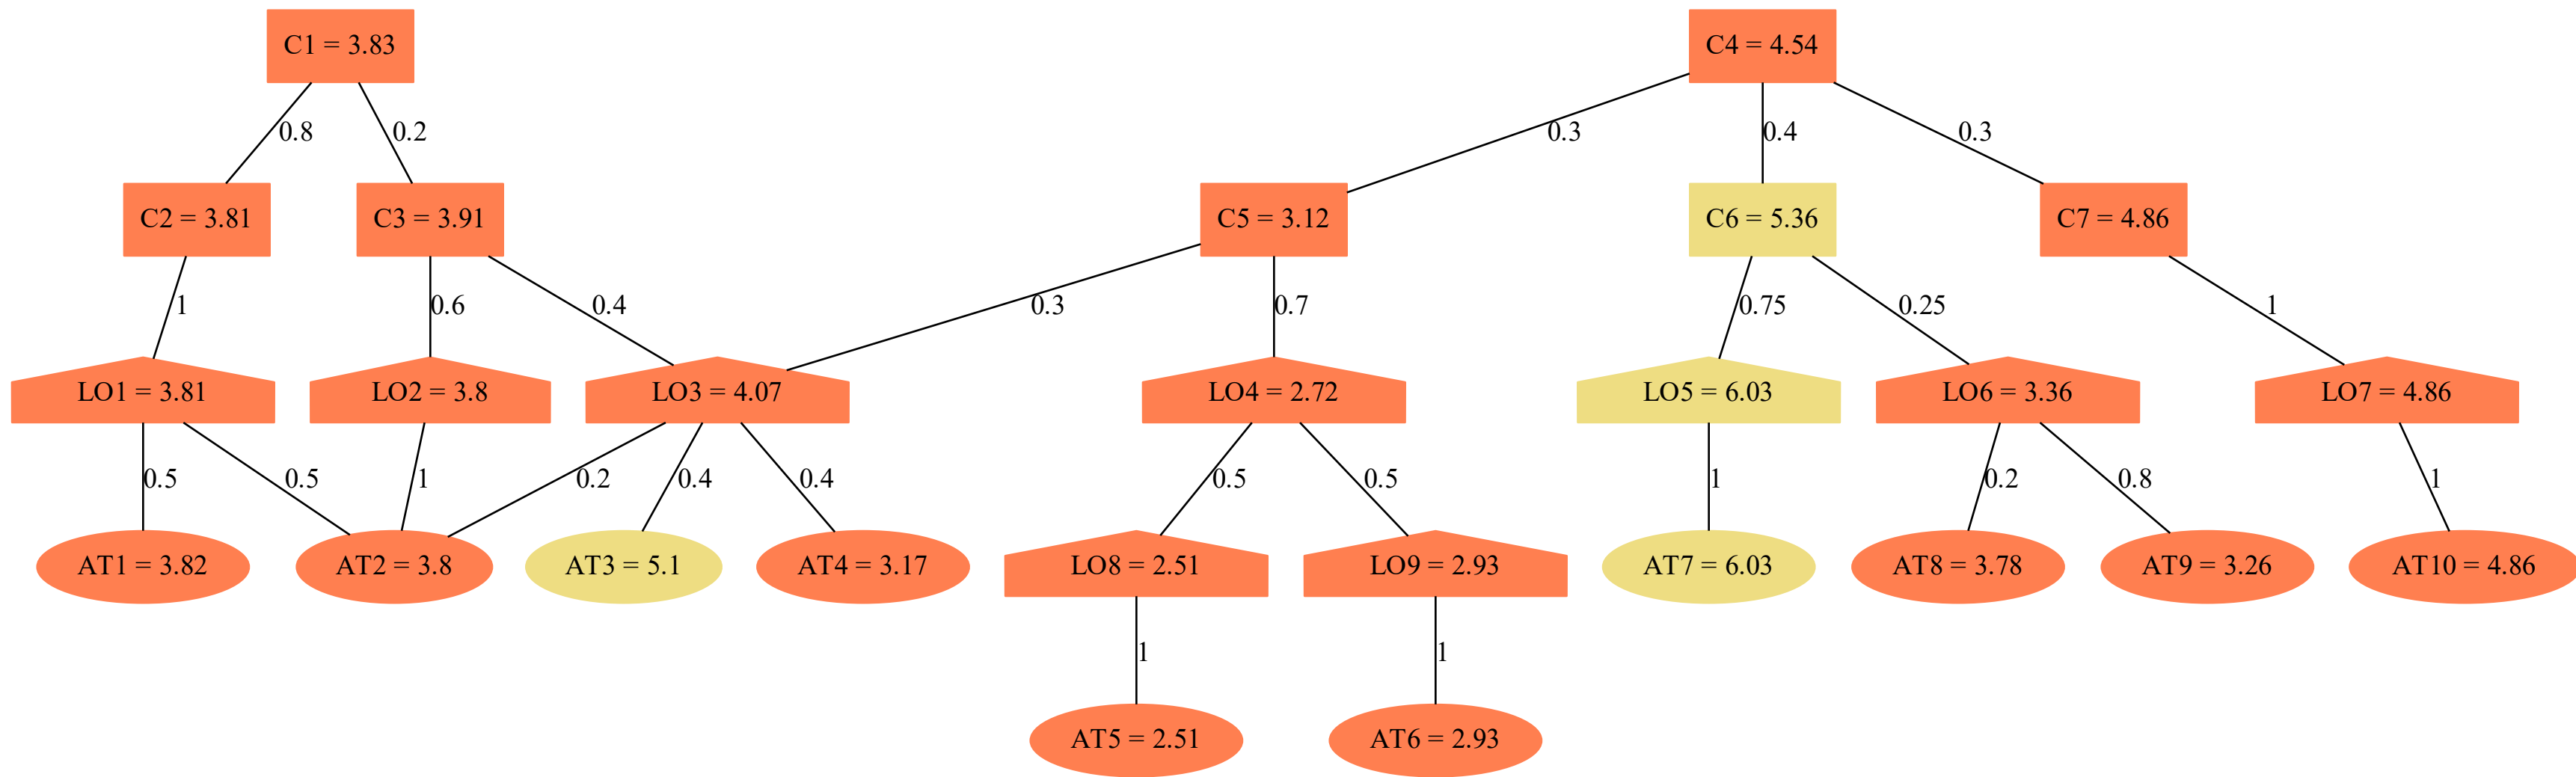 C1 = 3.83
C4 = 4.54
0.8
0.2
0.3
0.4
0.3
C2 = 3.81
C3 = 3.91
C5 = 3.12
C6 = 5.36
C7 = 4.86
1
0.6
0.4
0.3
0.7
0.75
0.25
1
LO1 = 3.81
LO2 = 3.8
LO3 = 4.07
LO4 = 2.72
LO5 = 6.03
LO6 = 3.36
LO7 = 4.86
0.5
0.5
1
0.2
0.4
0.4
0.5
0.5
1
0.2
0.8
1
AT1 = 3.82
AT2 = 3.8
AT3 = 5.1
AT4 = 3.17
LO8 = 2.51
LO9 = 2.93
AT7 = 6.03
AT8 = 3.78
AT9 = 3.26
AT10 = 4.86
1
1
AT5 = 2.51
AT6 = 2.93